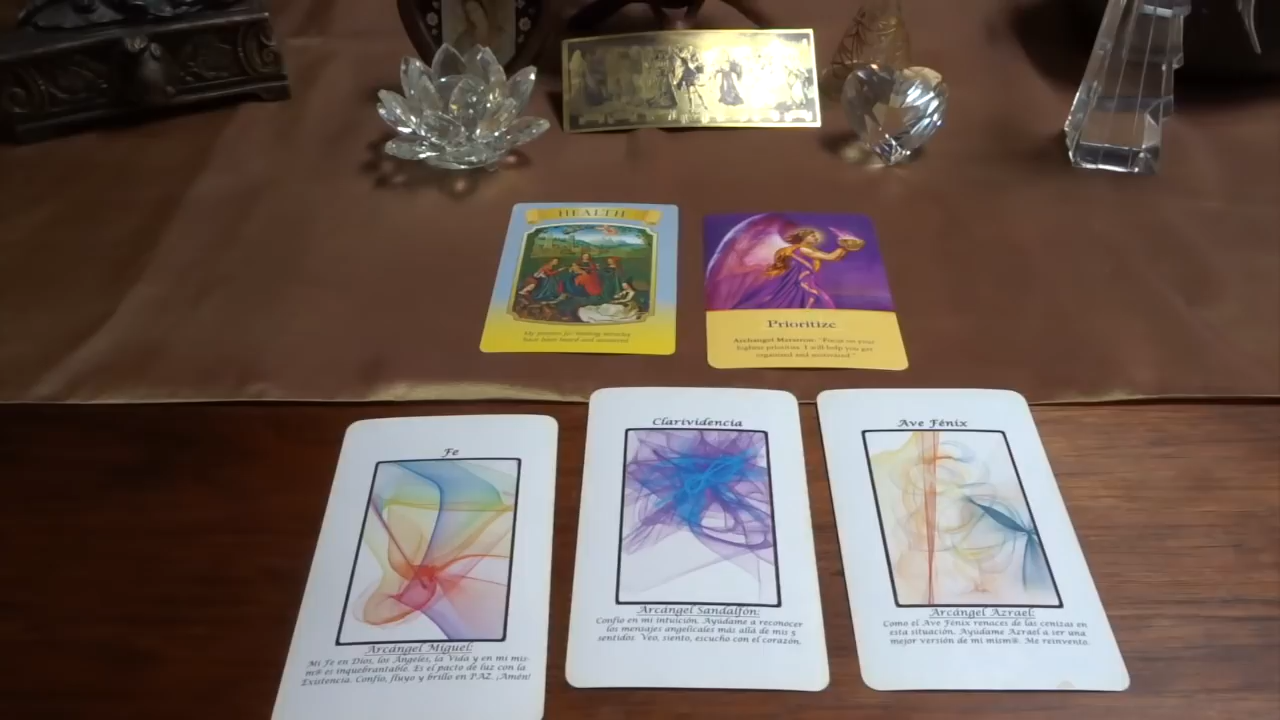 HEALTH
My prayers for healing miracles
have been heard and answered
Prioritize
Archangel Metatron: "Focus on your
highest priorities. I will help you get
organized and motivated."
Fe
Arcángel Miguel:
Mi Fe en Dios, los Ángeles, la Vida y en mi mis-
m@ es inquebrantable. Es el pacto de luz con la
Existencia. Confío, fluyo y brillo en PAZ. ¡Amén!
Clarividencia
Arcángel Sandalfón:
Confío en mi intuición. Ayúdame a reconocer
los mensajes angelicales más allá de mis 5
sentidos. Veo, siento, escucho con el corazón.
Ave Fénix
Arcángel Azrael:
Como el Ave Fénix renaces de las cenizas en
esta situación. Ayúdame Azrael a ser una
mejor versión de mi mism@. Me reinvento.